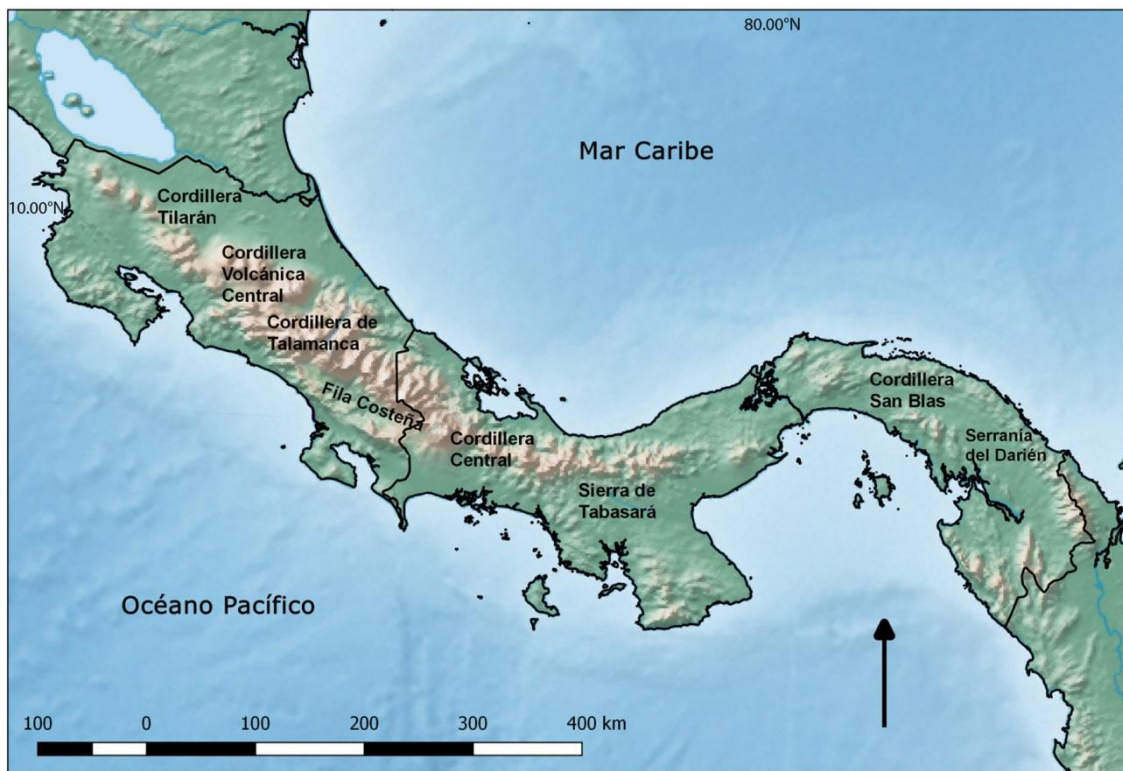 80.00°N
Mar Caribe
10.00°N
Cordillera
Tilarán
Cordillera
Volcánica
Central
Cordillera de
Talamanca
Fila Costeña
Cordillera
Central
Sierra de
Tabasará
Cordillera
San Blas
Serranía
del Darién
Océano Pacífico
100 0 100 200 300 400 km